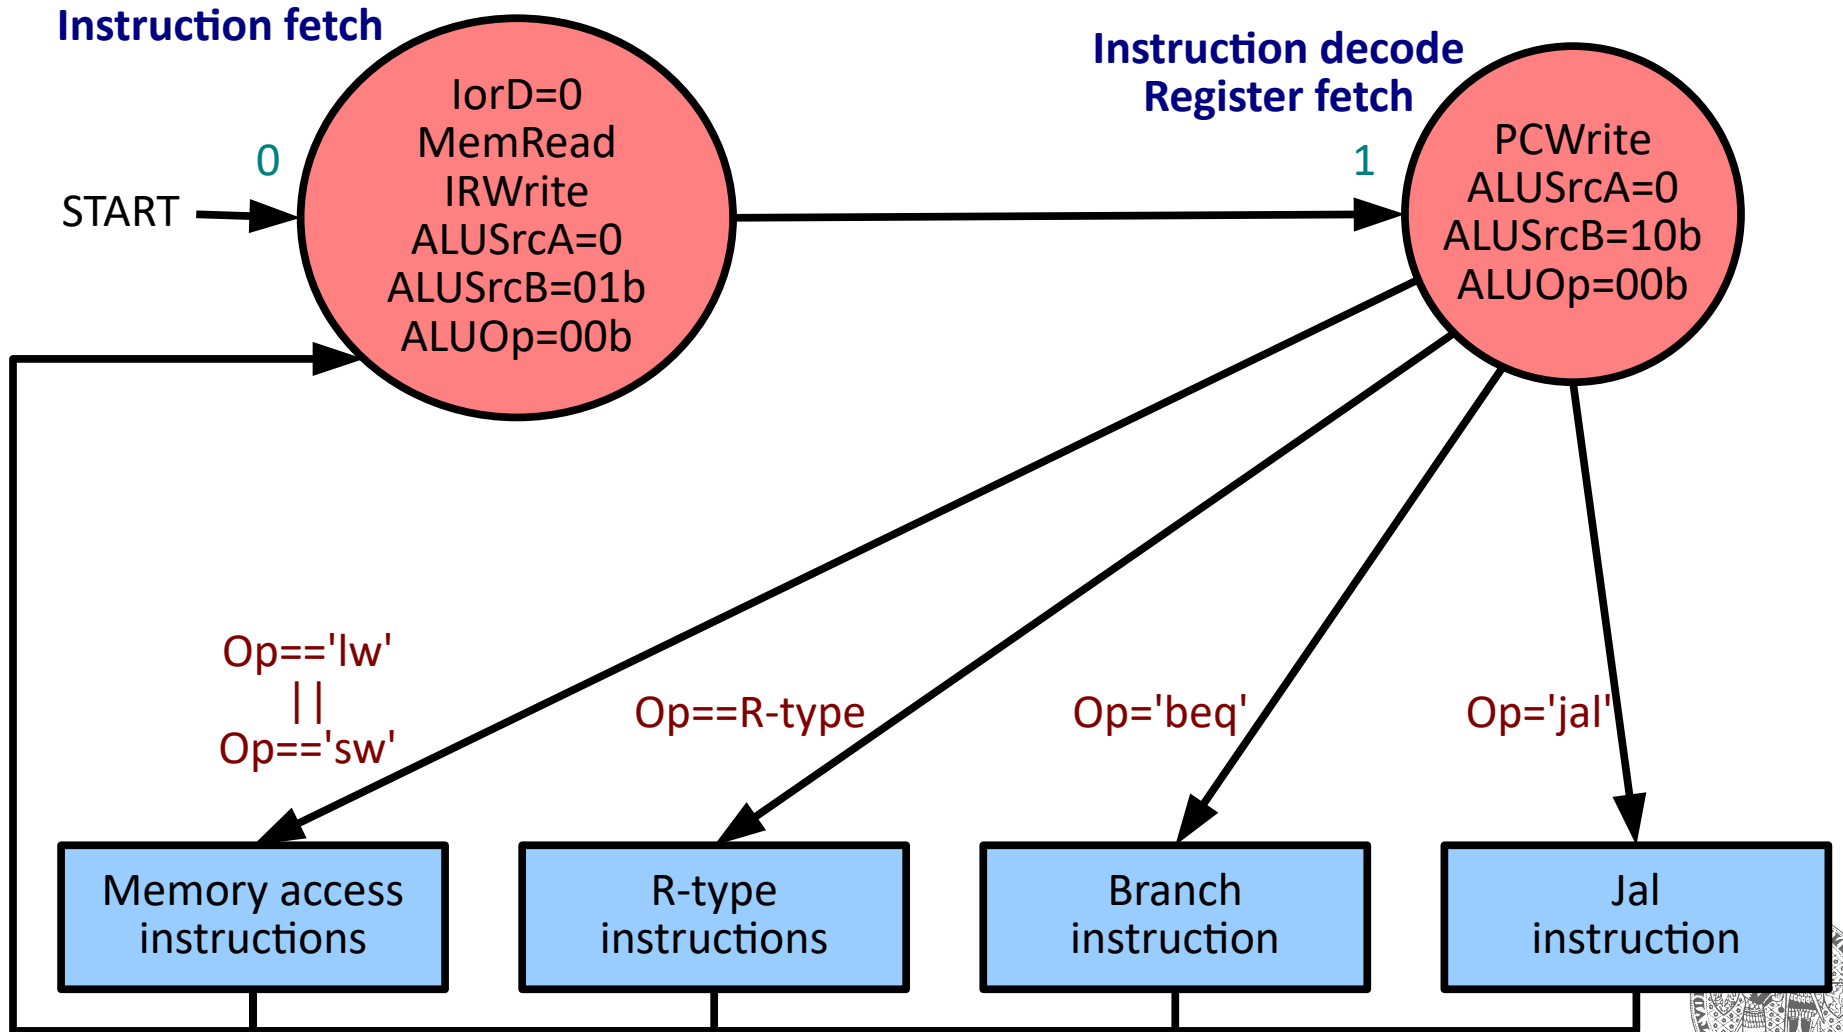 Instruction fetch
IorD=0
MemRead
IRWrite
ALUSrcA=0
ALUSrcB=01b
ALUOp=00b
0
START
Instruction decode
Register fetch
1
PCWrite
ALUSrcA=0
ALUSrcB=10b
ALUOp=00b
Op=='lw'
||
Op=='sw'
Op==R-type
Op='beq'
Op='jal'
Memory access
instructions
R-type
instructions
Branch
instruction
Jal
instruction